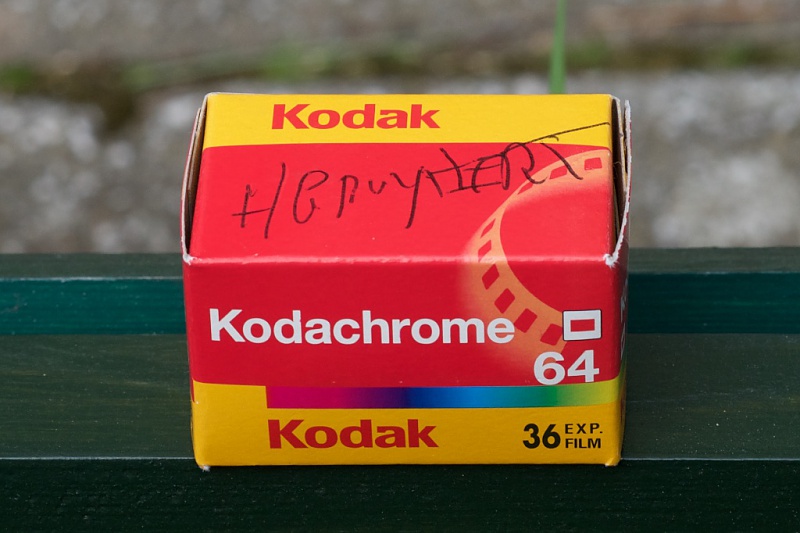 Kodak
Kodachrome
64
Kodak
36 EXP.
FILM